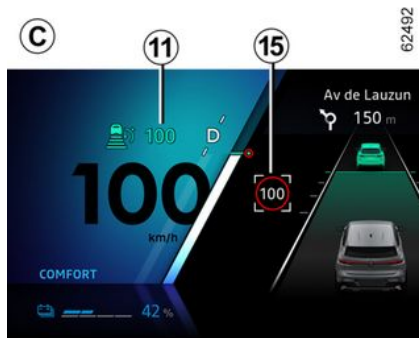 C
11
15
62492
Av de Lauzun
150 m
100
D
100
km/h
100
COMFORT
42 %